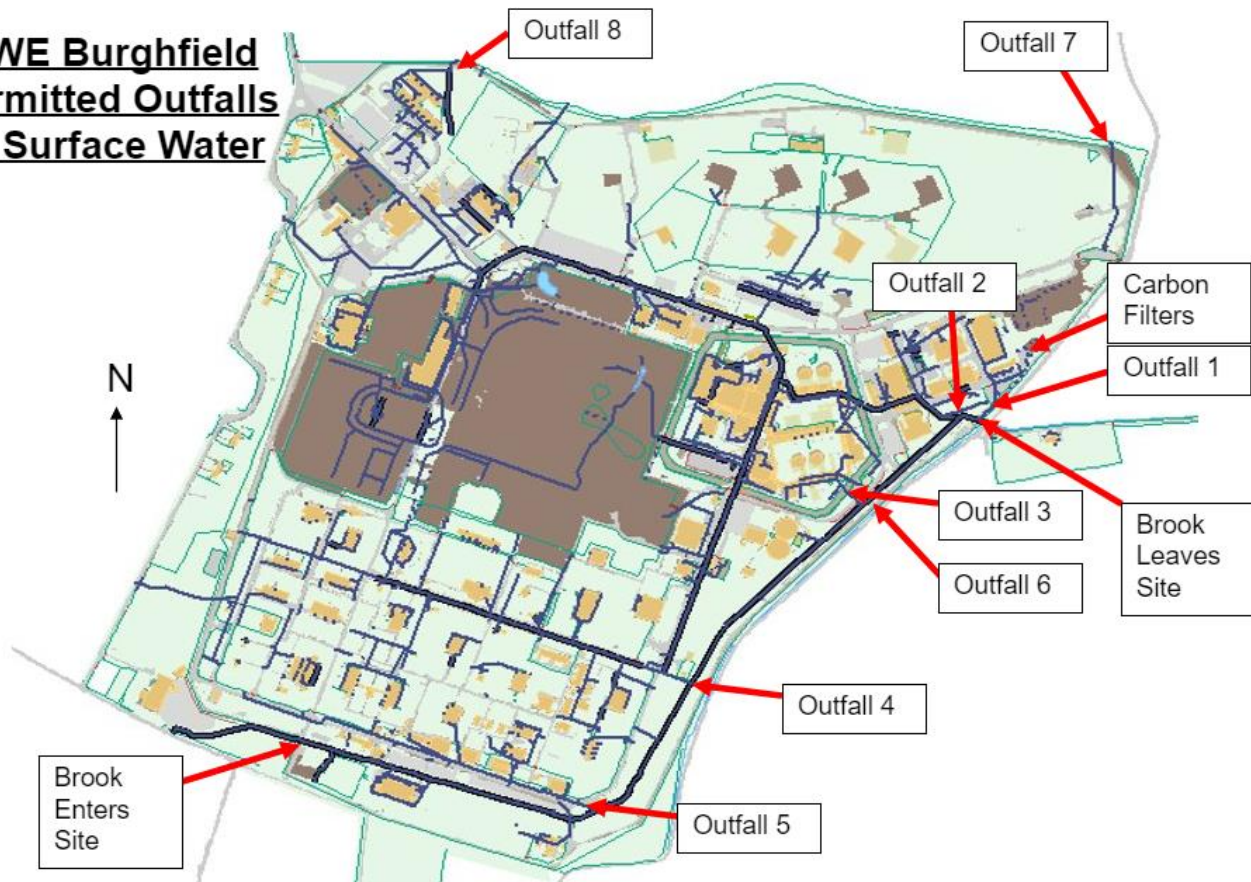 WE Burghfield
rmitted Outfalls
Surface Water
Outfall 8
Outfall 7
Outfall 2
Carbon
Filters
Outfall 1
N
Outfall 3
Brook
Leaves
Site
Outfall 6
Outfall 4
Brook
Enters
Site
Outfall 5